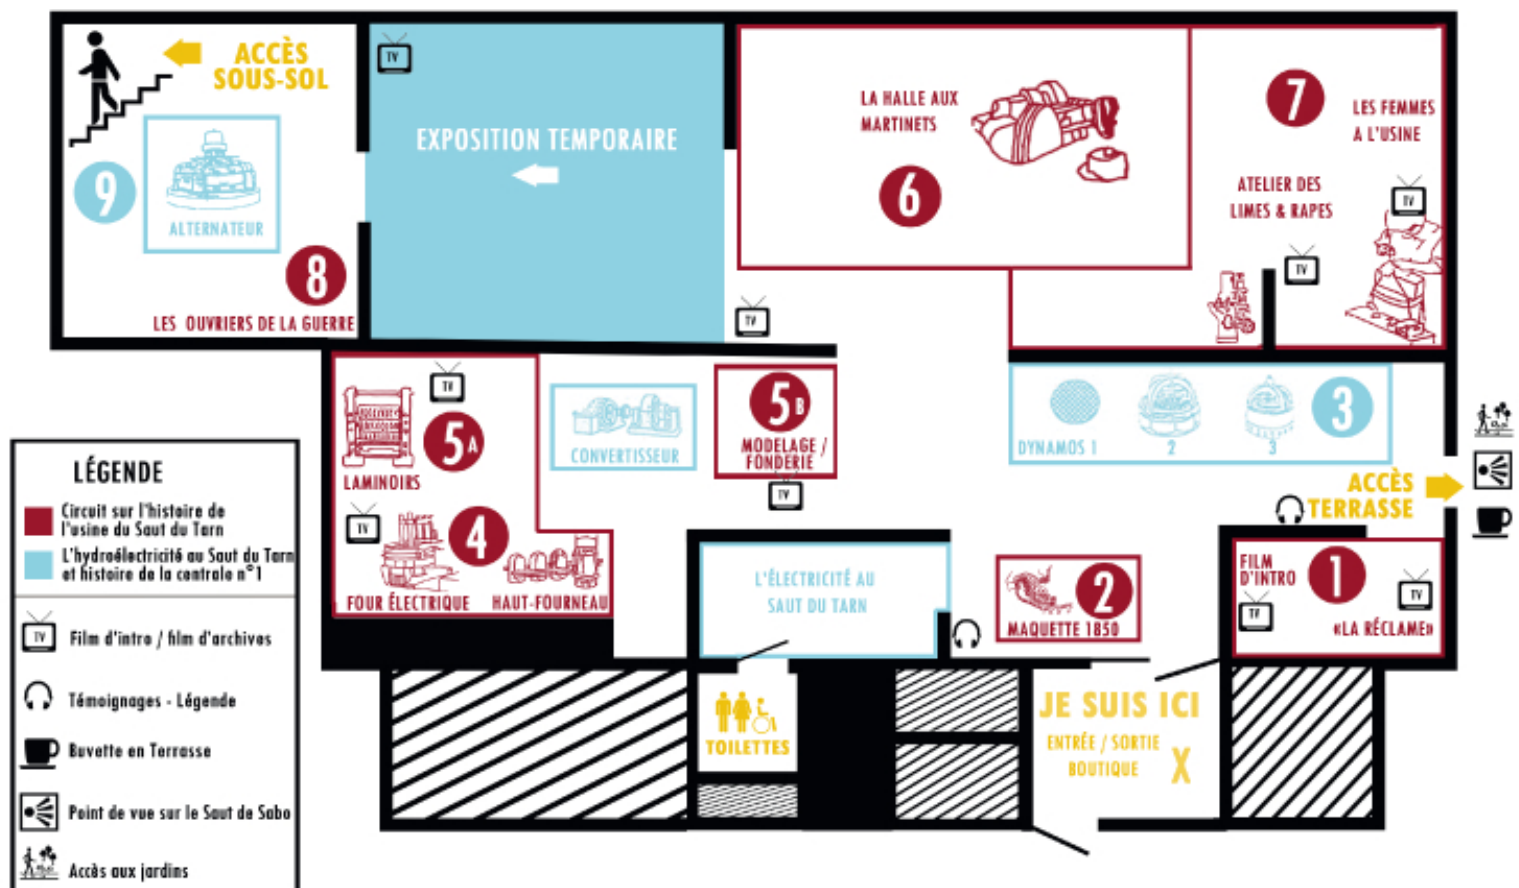 ACCÈS
SOUS-SOL
9
ALTERNATEUR
8
LES OUVRIERS DE LA GUERRE
TV
EXPOSITION TEMPORAIRE
TV
LA HALLE AUX
MARTINETS
6
7
LES FEMMES
A L'USINE
ATELIER DES
LIMES & RAPES
TV
TV
TV
5A
LAMINOIRS
TV
4
FOUR ÉLECTRIQUE
HAUT-FOURNEAU
CONVERTISSEUR
5B
MODELAGE /
FONDERIE
TV
3
DYNAMOS 1
2
3
ACCÈS
TERRASSE
L'ÉLECTRICITÉ AU
SAUT DU TARN
2
MAQUETTE 1850
FILM
D'INTRO
1
TV
TV
«LA RÉCLAME»
TOILETTES
JE SUIS ICI
ENTRÉE / SORTIE
BOUTIQUE
X
LÉGENDE
Circuit sur l'histoire de
l'usine du Saut du Tarn
L'hydroélectricité au Saut du Tarn
et histoire de la centrale n°1
TV
Film d'intro / film d'archives
Témoignages - Légende
Buvette en Terrasse
Point de vue sur le Saut de Sabo
Accès aux jardins